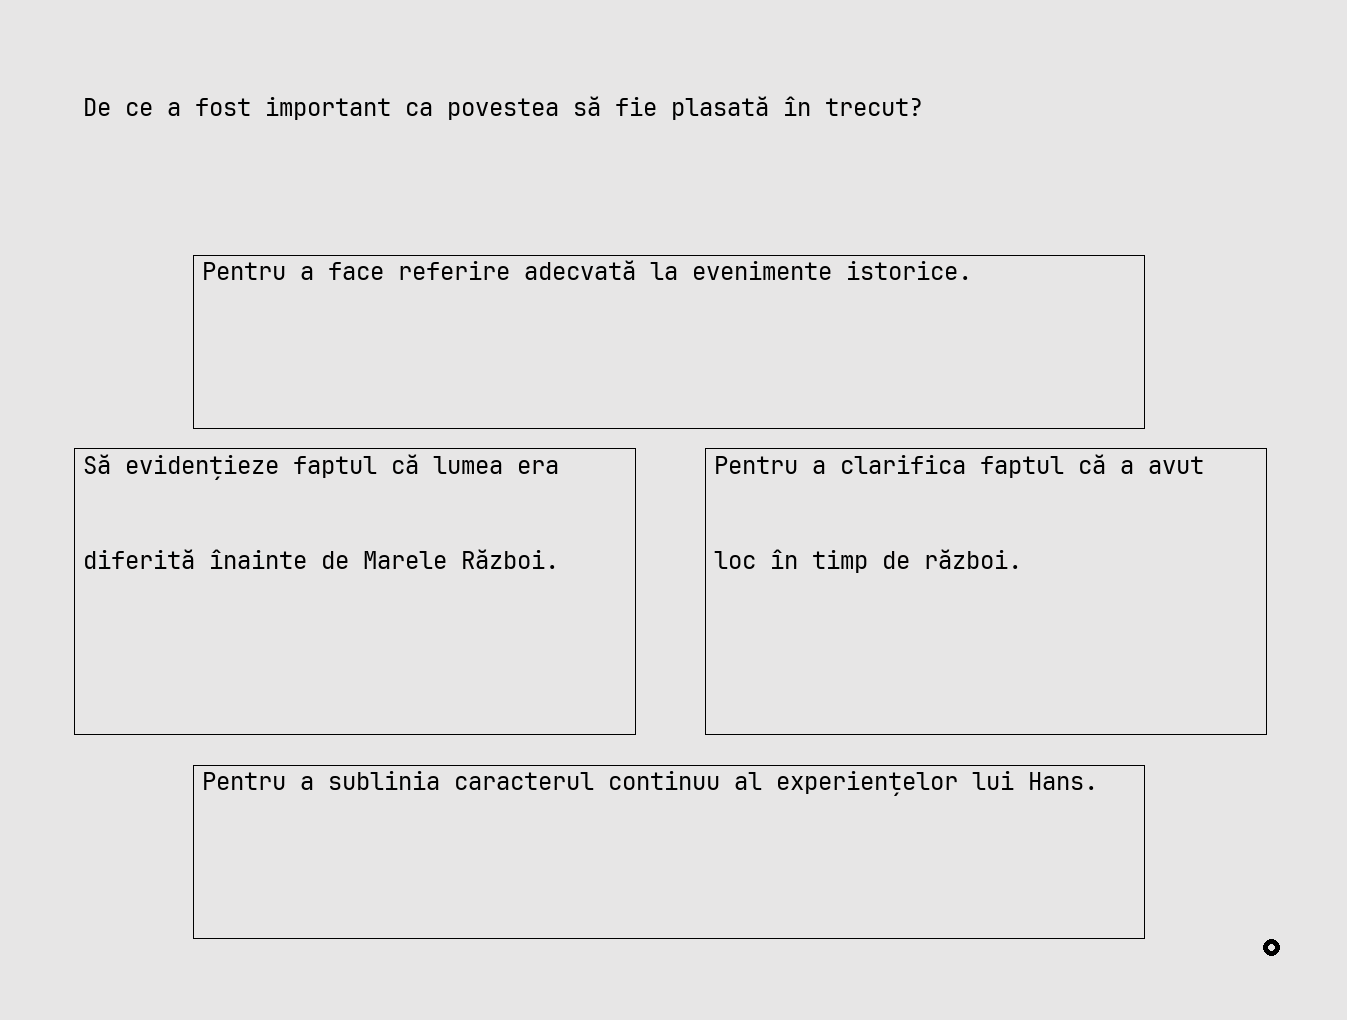 De ce a fost important ca povestea să fie plasată în trecut?
Pentru a face referire adecvată la evenimente istorice.
Să evidențieze faptul că lumea era
diferită înainte de Marele Război.
Pentru a clarifica faptul că a avut
loc în timp de război.
Pentru a sublinia caracterul continuu al experiențelor lui Hans.